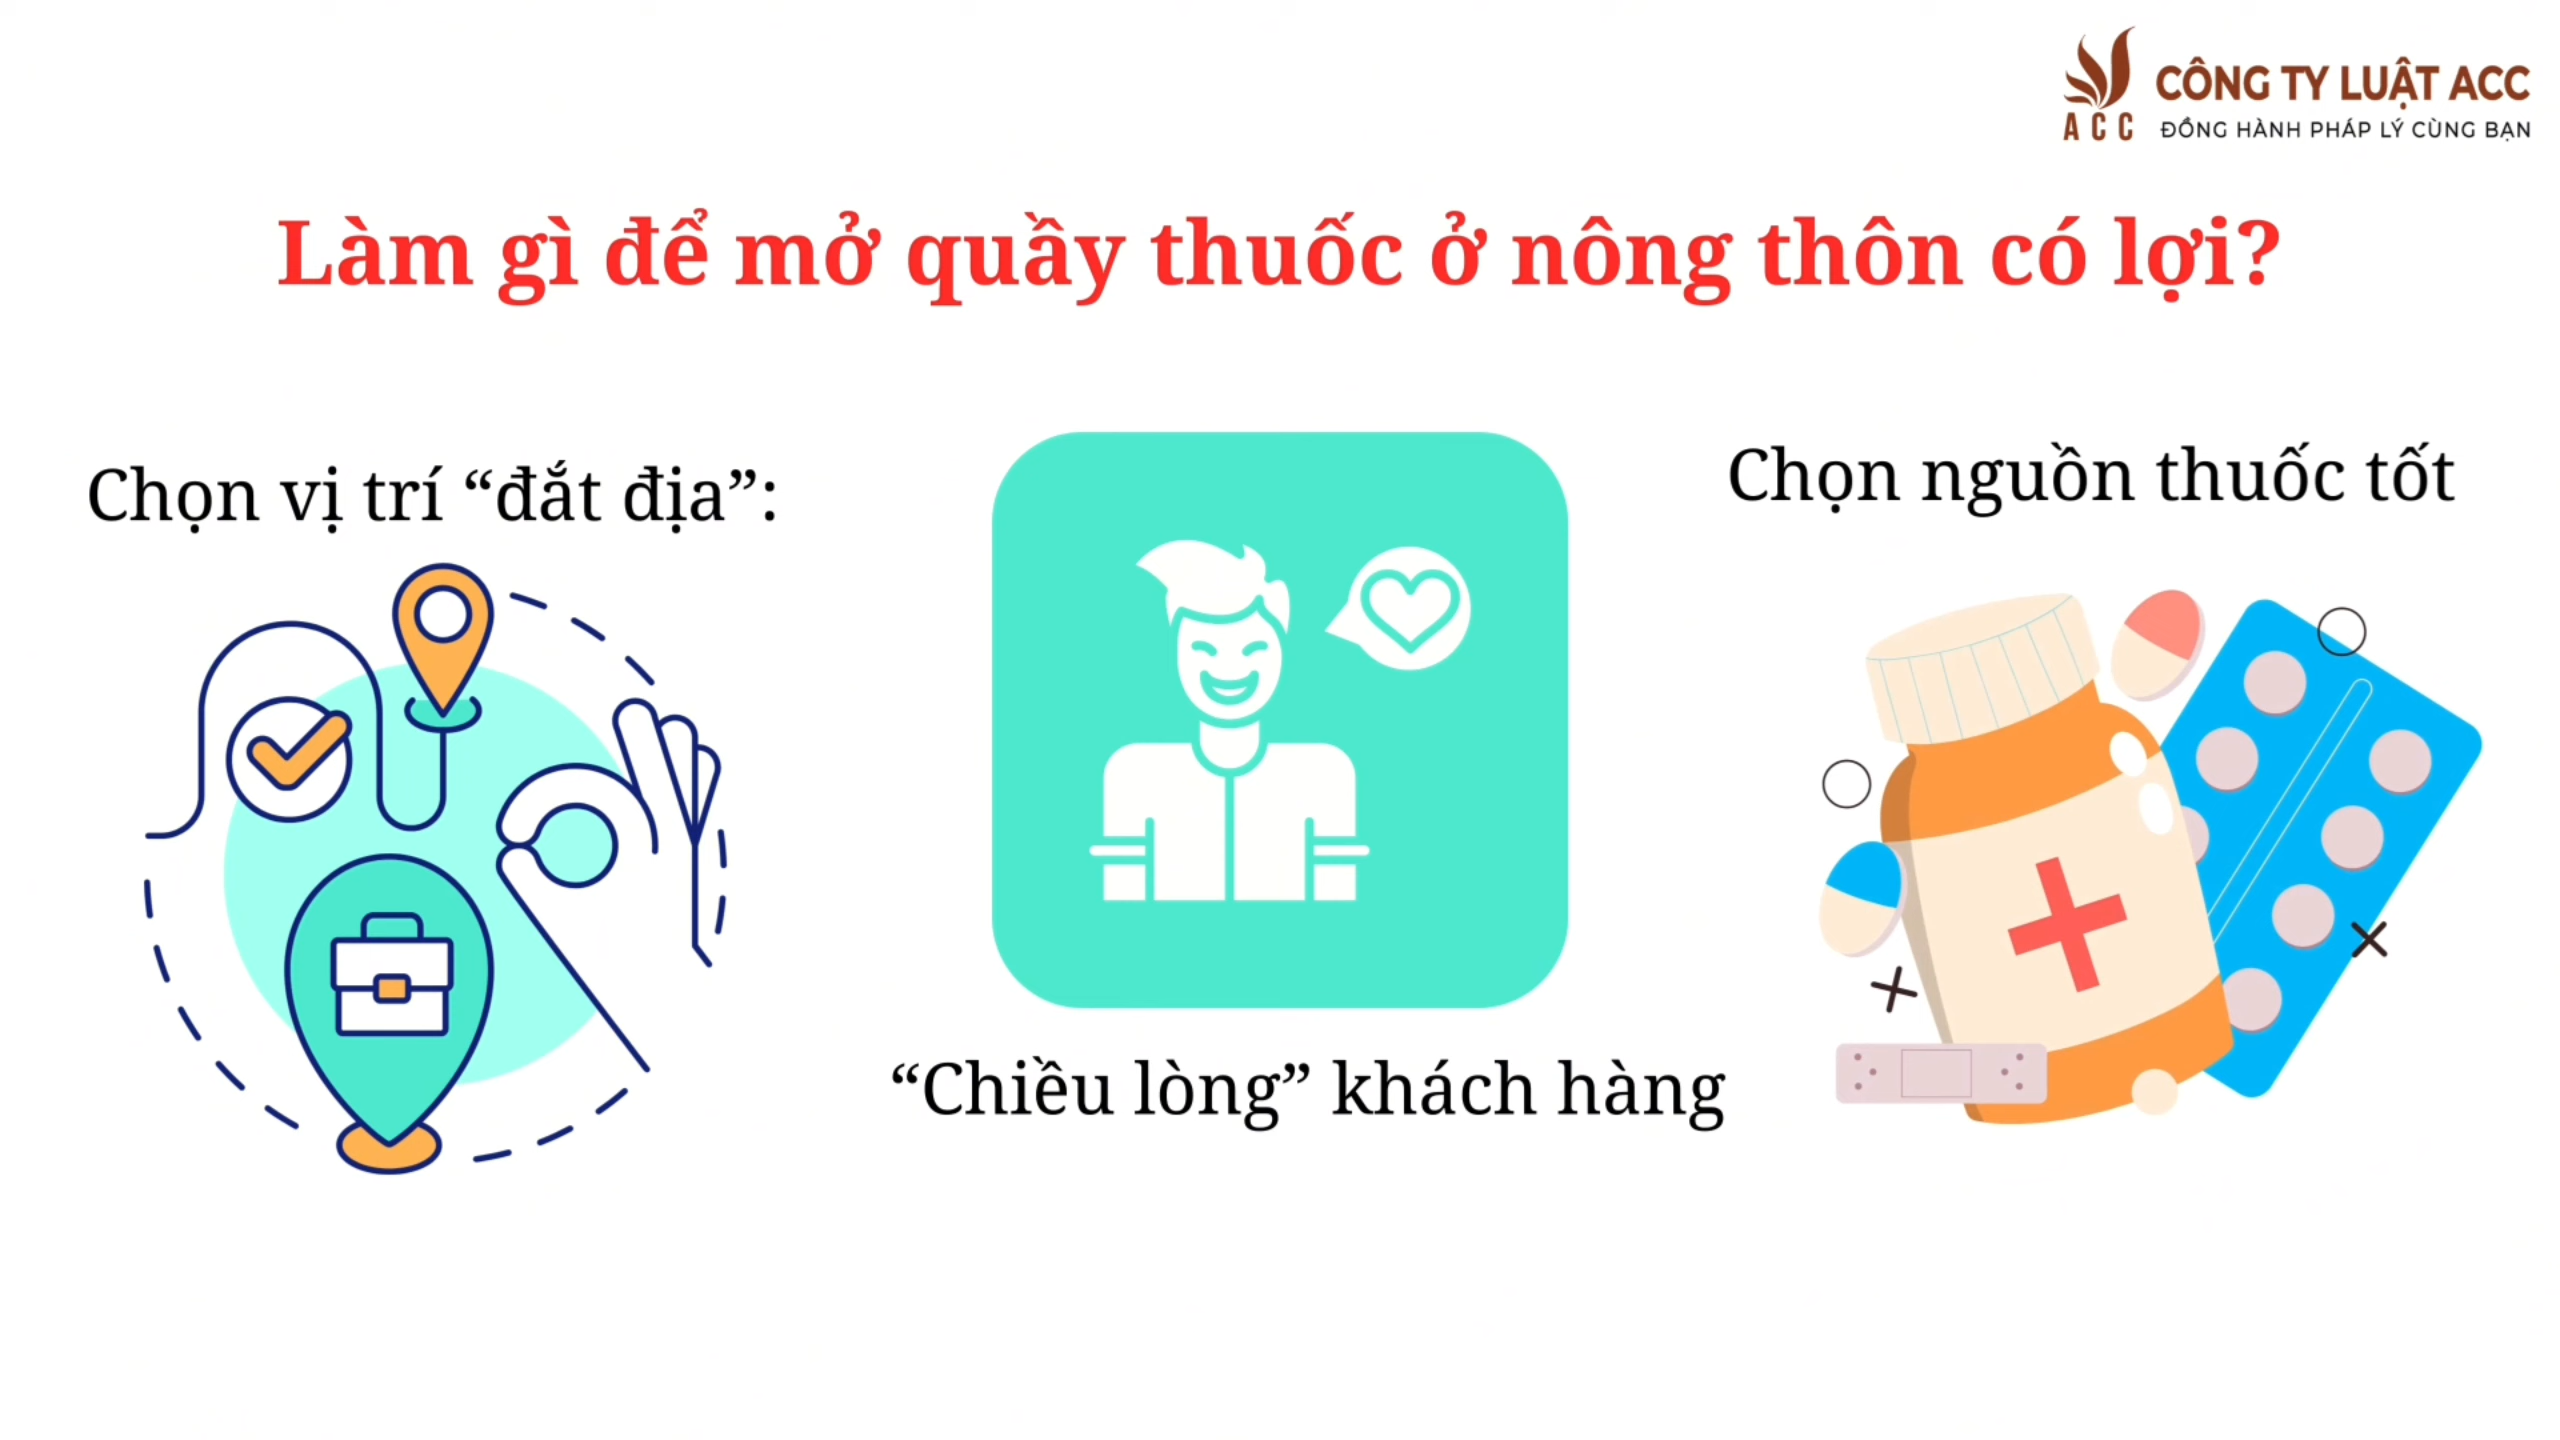 CÔNG TY LUẬT ACC
ACC
ĐỒNG HÀNH PHÁP LÝ CÙNG BẠN
Làm gì để mở quầy thuốc ở nông thôn có lợi?
Chọn vị trí “đắt địa”:
“Chiều lòng” khách hàng
Chọn nguồn thuốc tốt